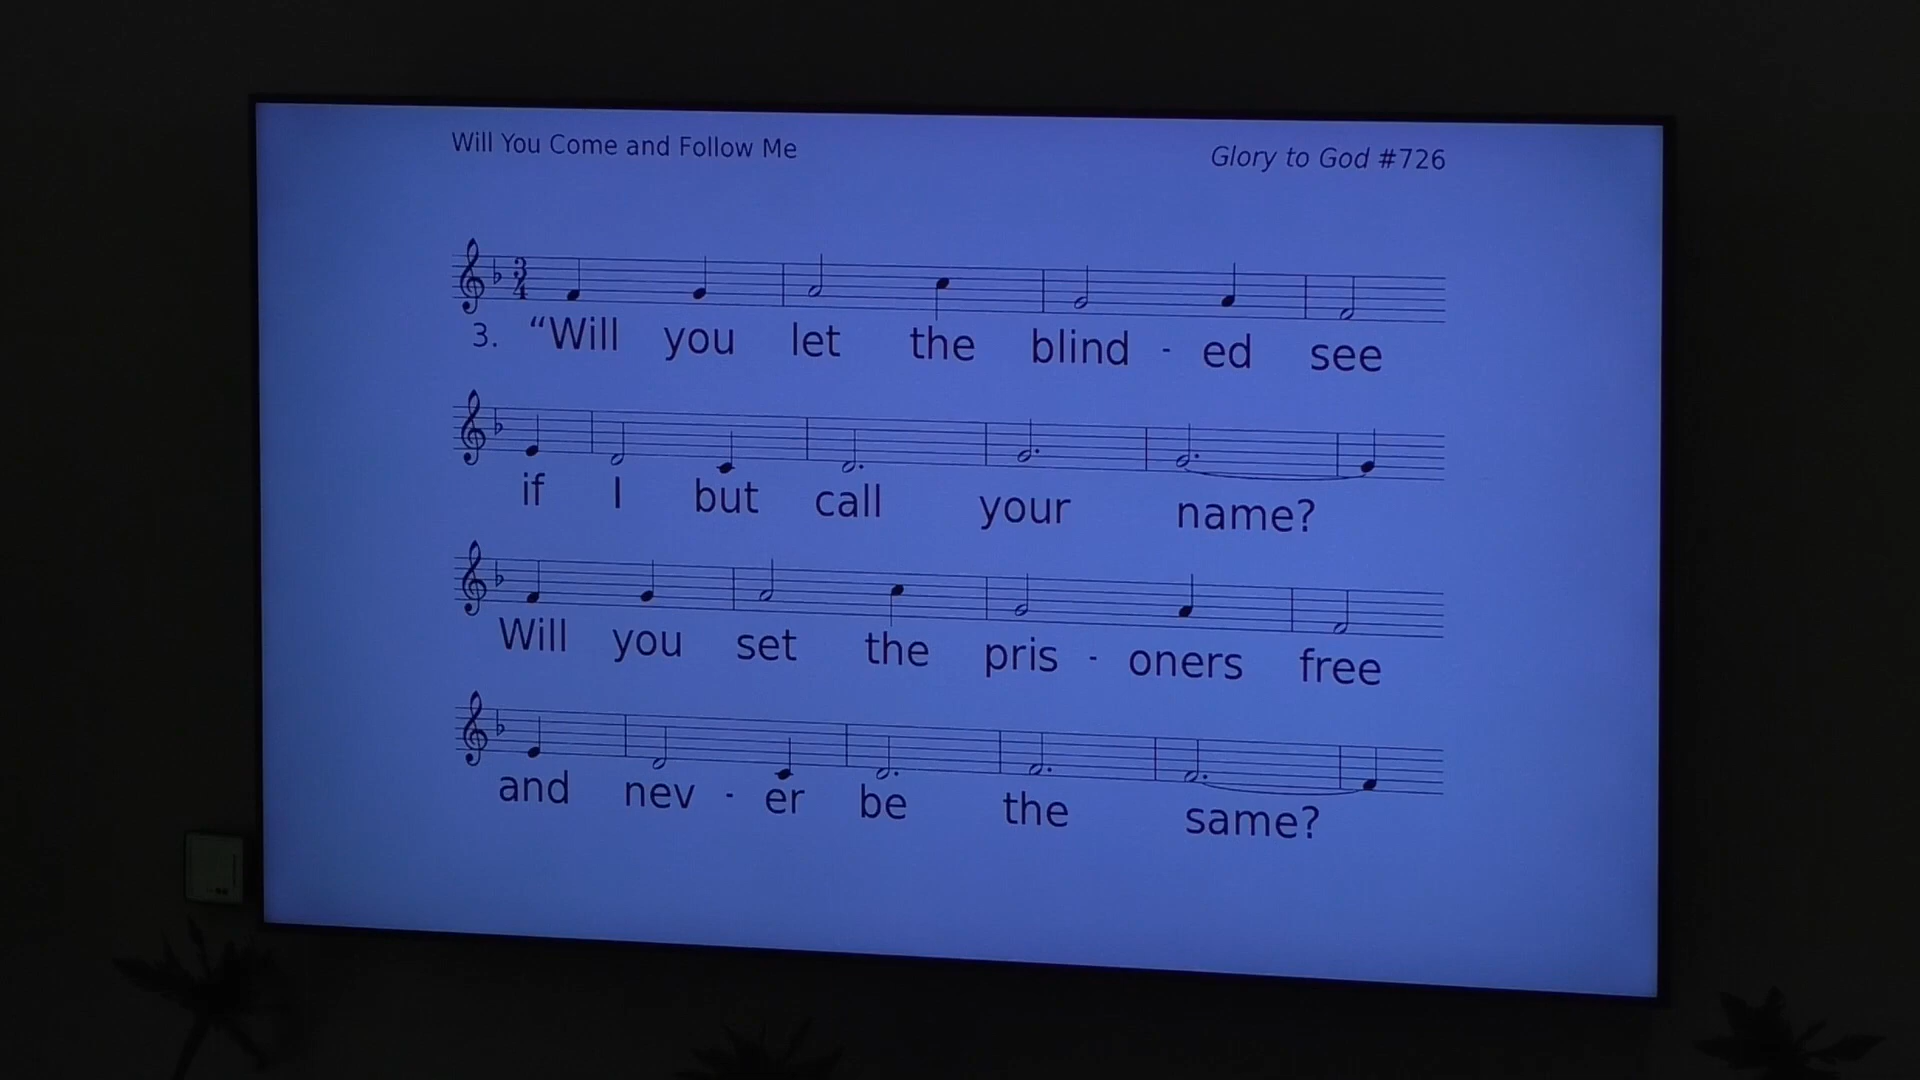 Will You Come and Follow Me
Glory to God #726
3. “Will you let the blind - ed see
if I but call your name?
Will you set the pris - oners free
and nev - er be the same?